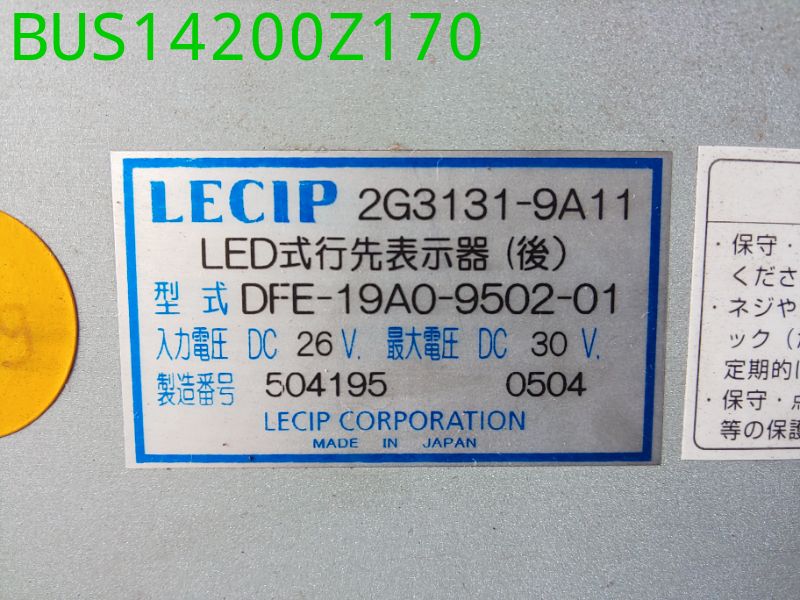 BUS14200Z170
LECIP 2G3131-9A11
LED式行先表示器(後)
型式 DFE-19A0-9502-01
入力電圧 DC 26 V. 最大電圧 DC 30 V.
製造番号 504195 0504
LECIP CORPORATION
MADE IN JAPAN
・保守・
くださ
・ネジや
ック(
定期的に
・保守・点
等の保護
9